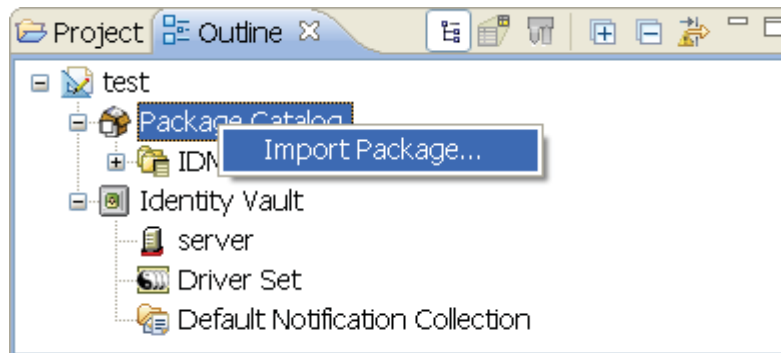 Project Outline
test
Package Catalog
Import Package...
IDM
Identity Vault
server
Driver Set
Default Notification Collection